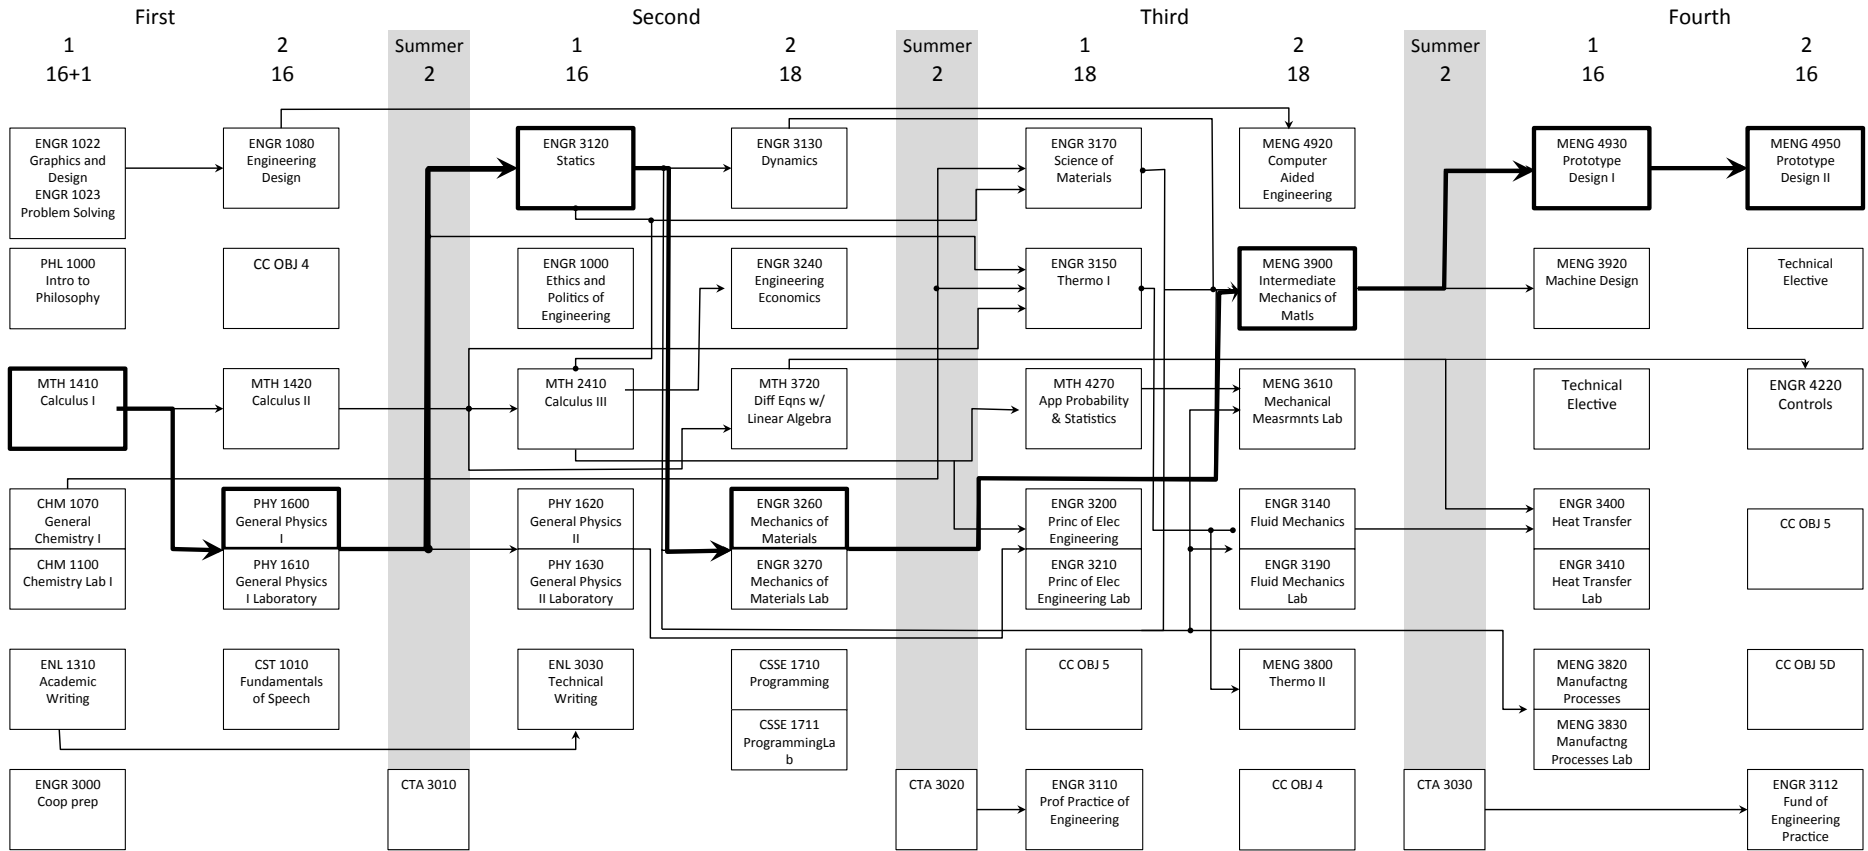 First
Second
Third
Fourth
1
2
Summer
1
2
Summer
1
2
Summer
1
2
16+1
16
2
16
18
2
18
18
2
16
16
ENGR 1022
Graphics and
Design
ENGR 1023
Problem Solving
ENGR 1080
Engineering
Design
ENGR 3120
Statics
ENGR 3130
Dynamics
ENGR 3170
Science of
Materials
MENG 4920
Computer
Aided
Engineering
MENG 4930
Prototype
Design I
MENG 4950
Prototype
Design II
PHL 1000
Intro to
Philosophy
CC OBJ 4
ENGR 1000
Ethics and
Politics of
Engineering
ENGR 3240
Engineering
Economics
ENGR 3150
Thermo I
MENG 3900
Intermediate
Mechanics of
Matls
MENG 3920
Machine Design
Technical
Elective
MTH 1410
Calculus I
MTH 1420
Calculus II
MTH 2410
Calculus III
MTH 3720
Diff Eqns w/
Linear Algebra
MTH 4270
App Probability
& Statistics
MENG 3610
Mechanical
Measrmnts Lab
Technical
Elective
ENGR 4220
Controls
CHM 1070
General
Chemistry I
CHM 1100
Chemistry Lab I
PHY 1600
General Physics
I
PHY 1610
General Physics
I Laboratory
PHY 1620
General Physics
II
PHY 1630
General Physics
II Laboratory
ENGR 3260
Mechanics of
Materials
ENGR 3270
Mechanics of
Materials Lab
ENGR 3200
Princ of Elec
Engineering
ENGR 3210
Princ of Elec
Engineering Lab
ENGR 3140
Fluid Mechanics
ENGR 3190
Fluid Mechanics
Lab
ENGR 3400
Heat Transfer
ENGR 3410
Heat Transfer
Lab
CC OBJ 5
ENL 1310
Academic
Writing
CST 1010
Fundamentals
of Speech
ENL 3030
Technical
Writing
CSSE 1710
Programming
CSSE 1711
ProgrammingLa
b
CC OBJ 5
MENG 3800
Thermo II
MENG 3820
Manufactng
Processes
MENG 3830
Manufactng
Processes Lab
CC OBJ 5D
ENGR 3000
Coop prep
CTA 3010
CTA 3020
ENGR 3110
Prof Practice of
Engineering
CC OBJ 4
CTA 3030
ENGR 3112
Fund of
Engineering
Practice